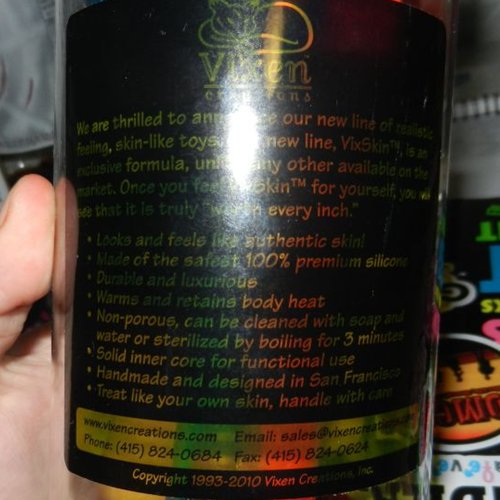 Vixen
creations
We are thrilled to announce our new line of realistic
feeling, skin-like toys. new line, VixSkin™, is an
exclusive formula, unlike any other available on the
market. Once you feel VixSkin™ for yourself, you will
see that it is truly "worth every inch."
• Looks and feels like authentic skin!
• Made of the safest 100% premium silicone
• Durable and luxurious
• Warms and retains body heat
• Non-porous, can be cleaned with soap and
water or sterilized by boiling for 3 minutes
• Solid inner core for functional use
• Handmade and designed in San Francisco
• Treat like your own skin, handle with care
www.vixencreations.com Email: sales@vixencreations.com
Phone: (415) 824-0684 Fax: (415) 824-0624
Copyright 1993-2010 Vixen Creations, Inc.